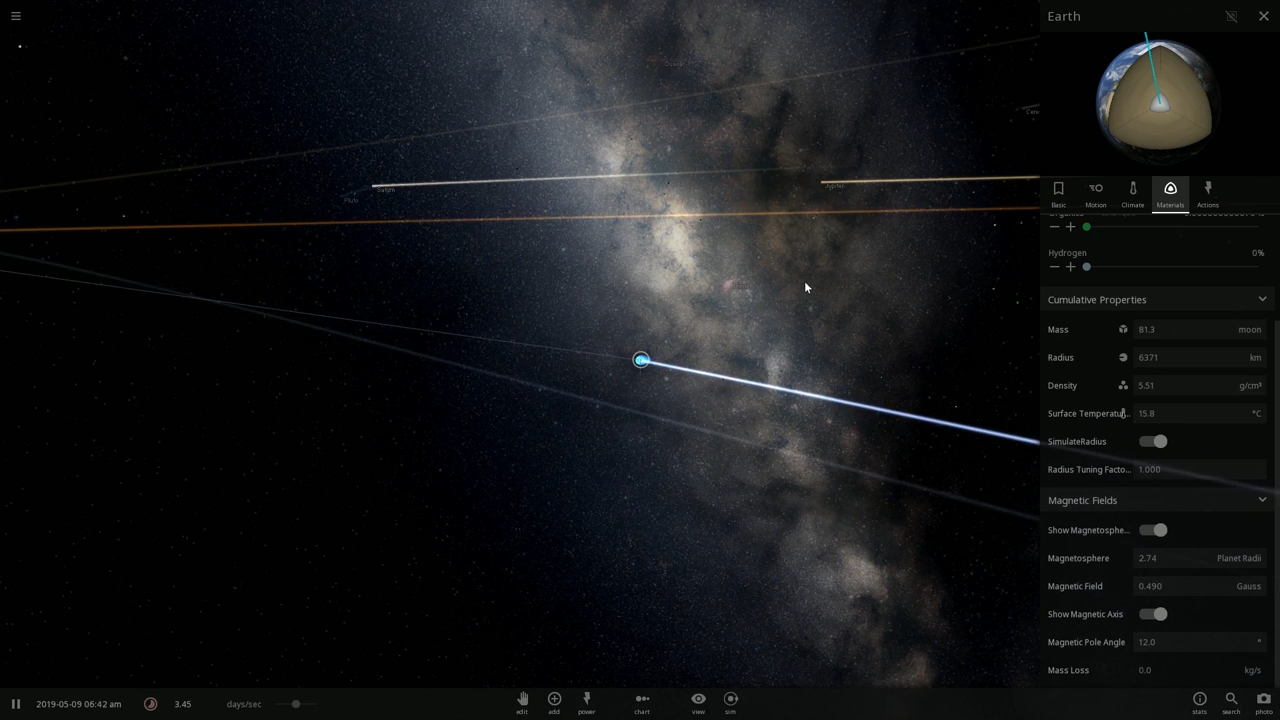 Earth
Saturn
Pluto
Jupiter
Basic
Motion
Climate
Materials
Actions
Hydrogen 0%
Cumulative Properties
Mass 81.3 moon
Radius 6371 km
Density 5.51 g/cm³
Surface Temperatu... 15.8 °C
SimulateRadius
Radius Tuning Facto... 1.000
Magnetic Fields
Show Magnetosphe...
Magnetosphere 2.74 Planet Radii
Magnetic Field 0.490 Gauss
Show Magnetic Axis
Magnetic Pole Angle 12.0 °
Mass Loss 0.0 kg/s
2019-05-09 06:42 am 3.45 days/sec
edit
add
power
chart
view
sim
stats
search
photo